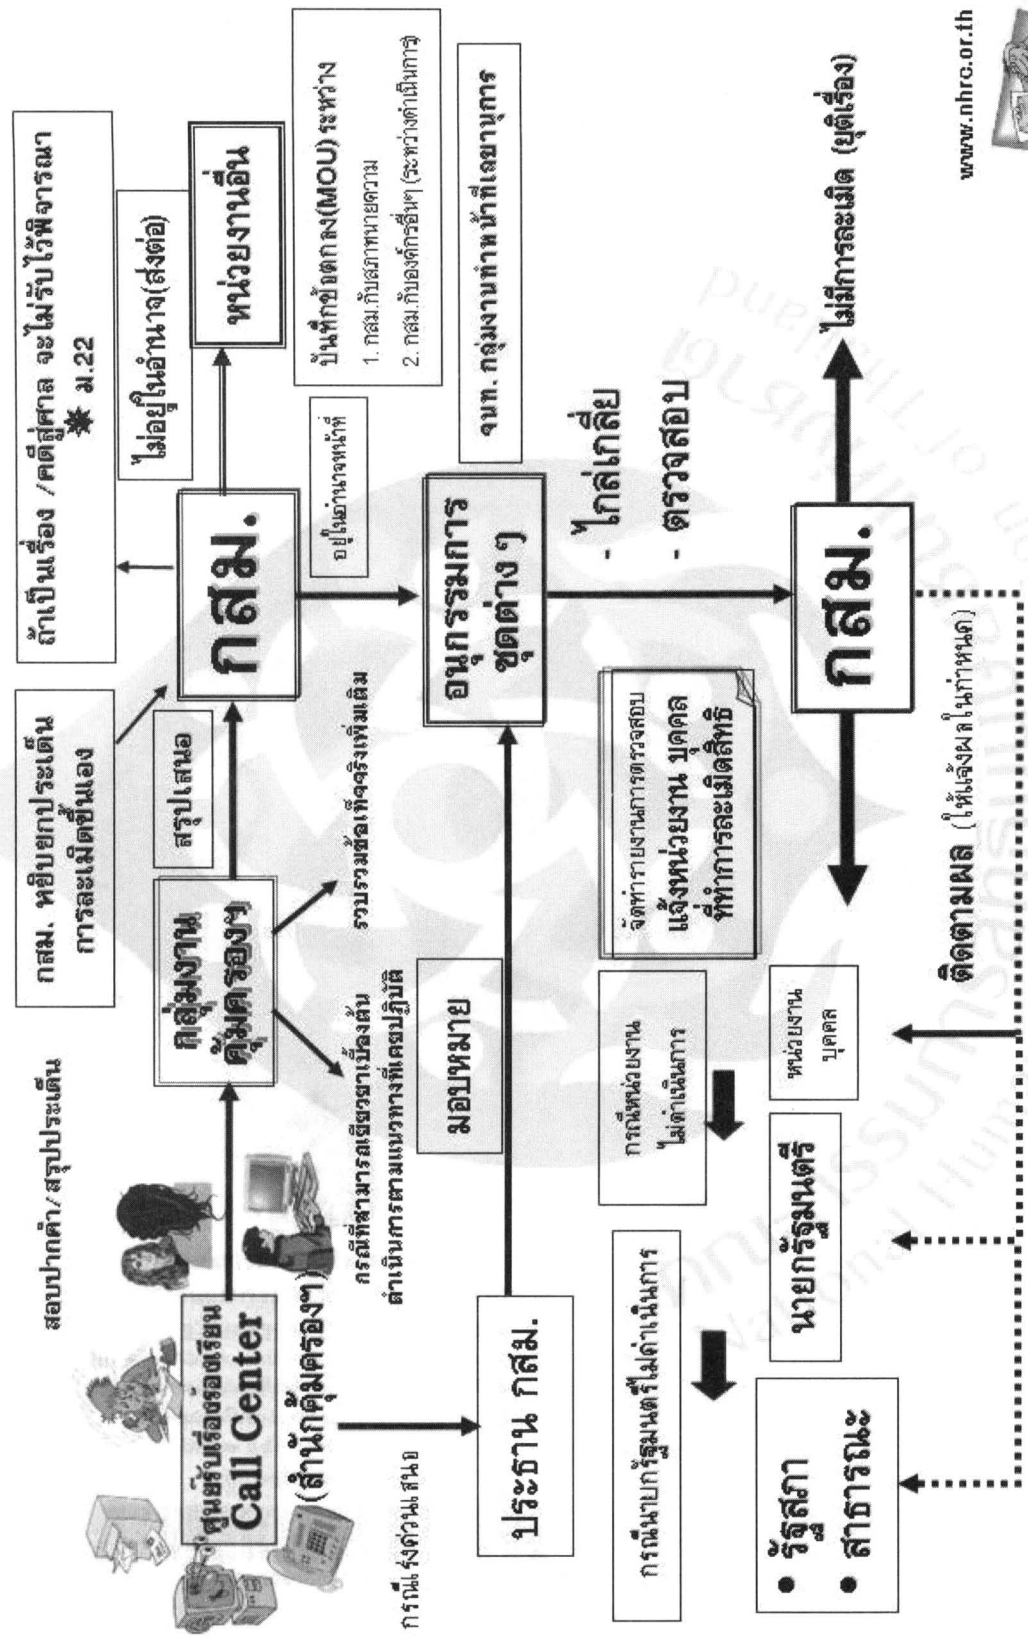 สอบปากคำ/สรุปประเด็น
กสม. หยิบยกประเด็น
การละเมิดขึ้นเอง
ถ้าเป็นเรื่อง /คดีสู่ศาล จะไม่รับไว้พิจารณา
ม.22
ศูนย์รับเรื่องร้องเรียน
Call Center
(สำนักคุ้มครองฯ)
กลุ่มงาน
คุ้มครองฯ
สรุปเสนอ
กสม.
ไม่อยู่ในอำนาจ(ส่งต่อ)
หน่วยงานอื่น
กรณีเร่งด่วนเสนอ
กรณีที่สามารถเยียวยาเบื้องต้น
ดำเนินการตามแนวทางที่เคยปฏิบัติ
รวบรวมข้อเท็จจริงเพิ่มเติม
อยู่ในอำนาจหน้าที่
บันทึกข้อตกลง(MOU) ระหว่าง
1. กสม.กับสภาทนายความ
2. กสม.กับองค์กรอื่นๆ (ระหว่างดำเนินการ)
ประธาน กสม.
มอบหมาย
อนุกรรมการ
ชุดต่าง ๆ
จนท. กลุ่มงานทำหน้าที่เลขานุการ
- ไกล่เกลี่ย
- ตรวจสอบ
กรณีนายกรัฐมนตรีไม่ดำเนินการ
กรณีหน่วยงาน
ไม่ดำเนินการ
จัดทำรายงานการตรวจสอบ
แจ้งหน่วยงาน บุคคล
ที่ทำการละเมิดสิทธิ
• รัฐสภา
• สาธารณะ
นายกรัฐมนตรี
หน่วยงาน
บุคคล
กสม.
ไม่มีการละเมิด (ยุติเรื่อง)
ติดตามผล (ให้แจ้งผลในกำหนด)
www.nhrc.or.th